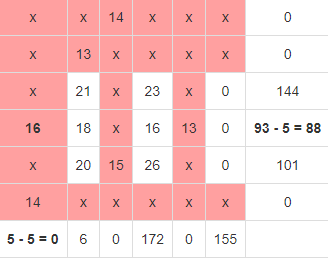 x x 14 x x x 0
x 13 x x x x 0
x 21 x 23 x 0 144
16 18 x 16 13 0 93 - 5 = 88
x 20 15 26 x 0 101
14 x x x x x 0
5 - 5 = 0 6 0 172 0 155